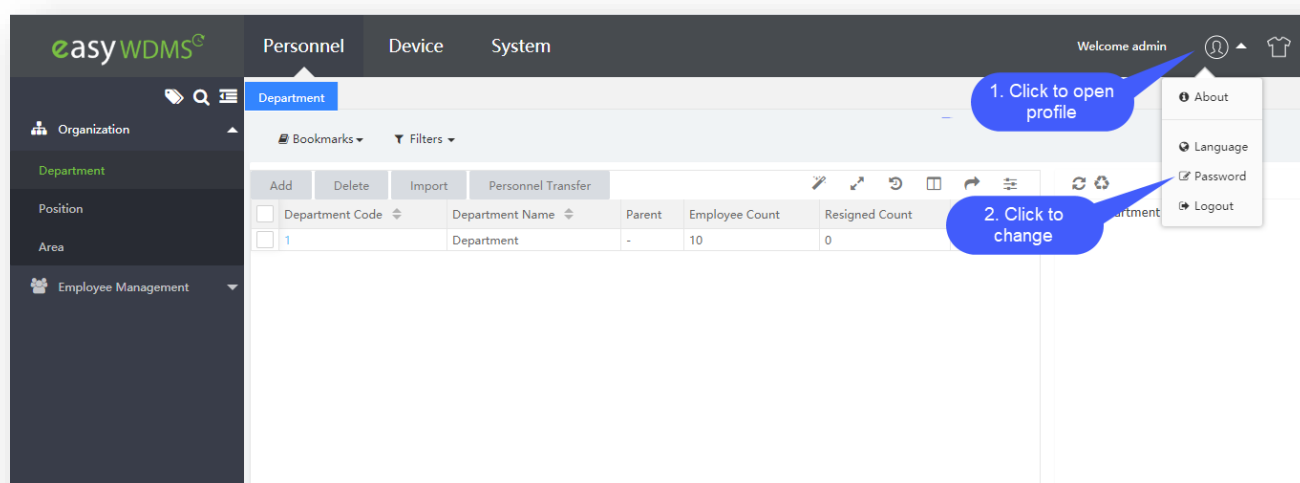 easy WDMS
Personnel
Device
System
Welcome admin
Department
1. Click to open
profile
About
Organization
Bookmarks
Filters
Language
Department
Password
Add
Delete
Import
Personnel Transfer
Logout
Position
Department Code
Department Name
Parent
Employee Count
Resigned Count
2. Click to
change
Area
1
Department
-
10
0
Employee Management